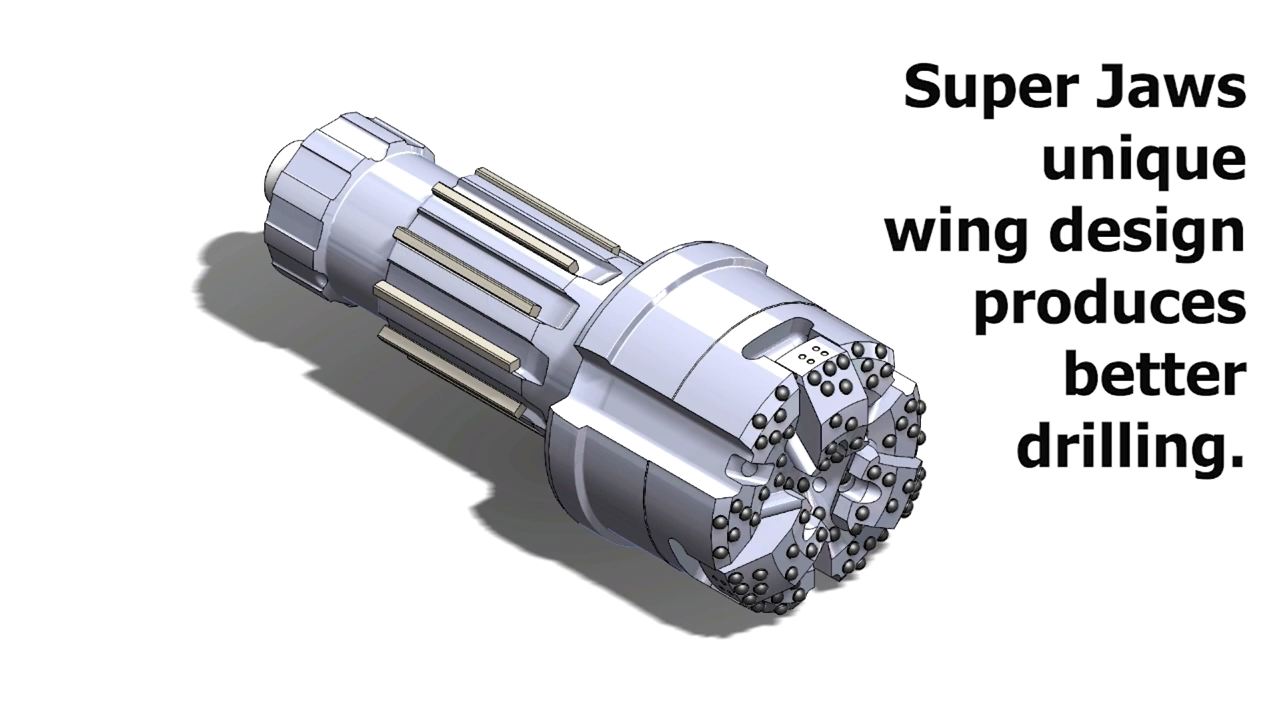 Super Jaws
unique
wing design
produces
better
drilling.